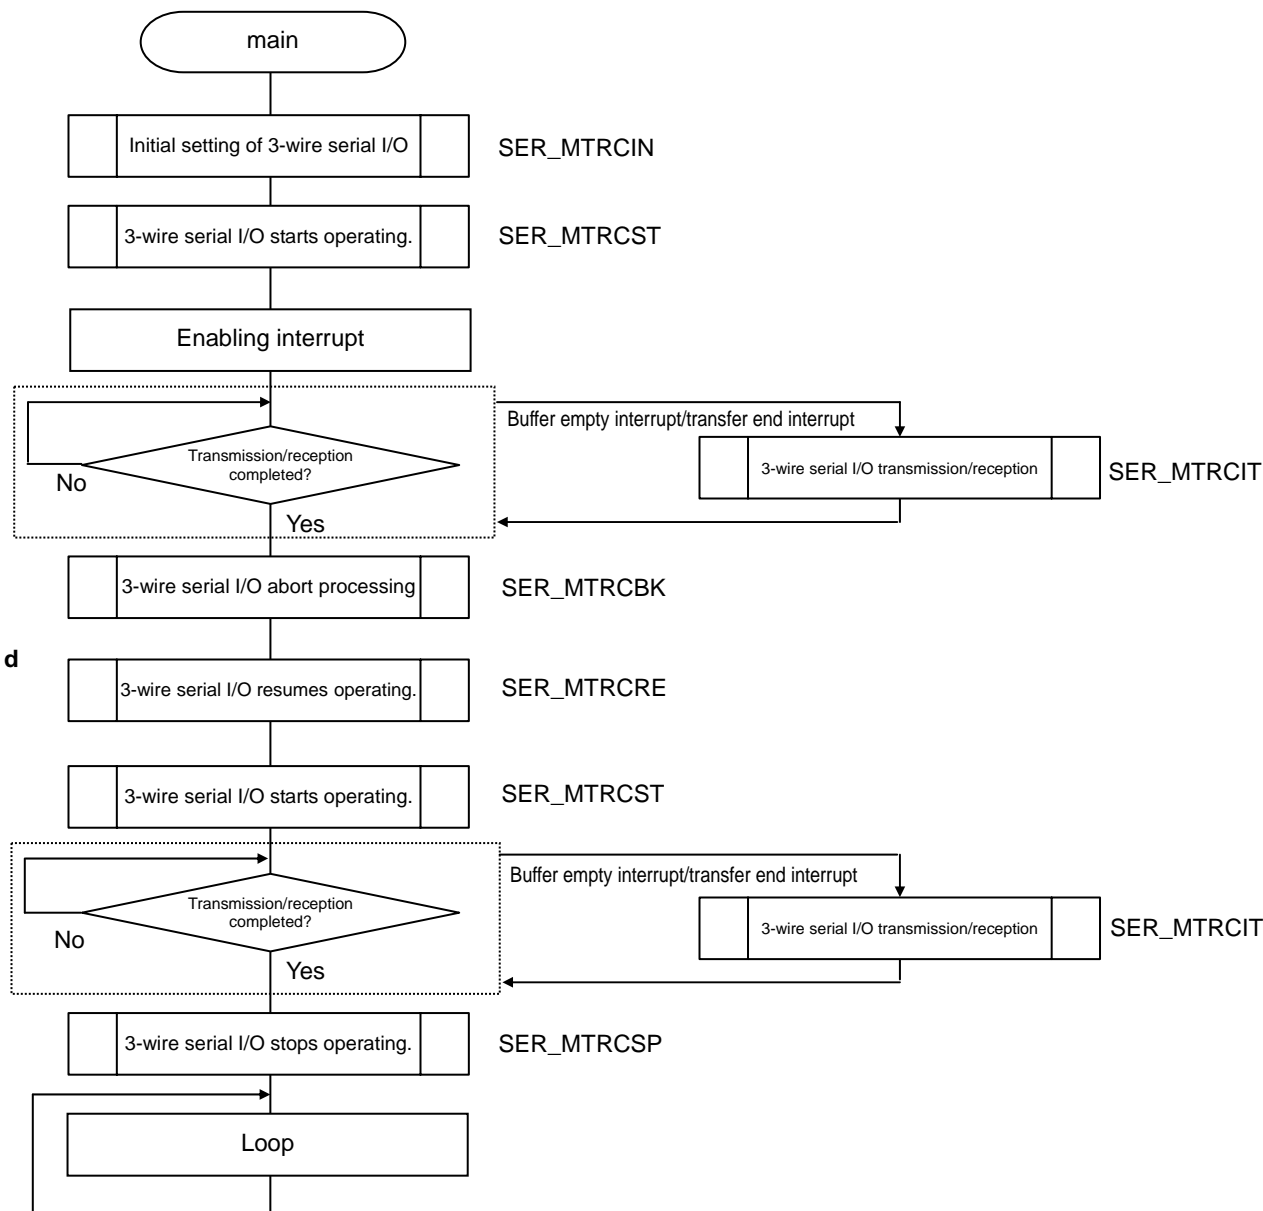 main
Initial setting of 3-wire serial I/O
SER_MTRCIN
3-wire serial I/O starts operating.
SER_MTRCST
Enabling interrupt
Buffer empty interrupt/transfer end interrupt
Transmission/reception
completed?
No
Yes
3-wire serial I/O transmission/reception
SER_MTRCIT
3-wire serial I/O abort processing
SER_MTRCBK
d
3-wire serial I/O resumes operating.
SER_MTRCRE
3-wire serial I/O starts operating.
SER_MTRCST
Buffer empty interrupt/transfer end interrupt
Transmission/reception
completed?
No
Yes
3-wire serial I/O transmission/reception
SER_MTRCIT
3-wire serial I/O stops operating.
SER_MTRCSP
Loop